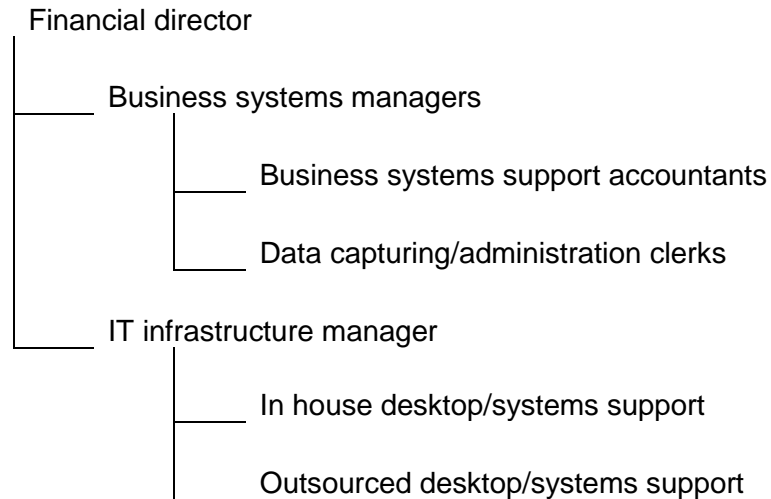 Financial director
Business systems managers
Business systems support accountants
Data capturing/administration clerks
IT infrastructure manager
In house desktop/systems support
Outsourced desktop/systems support